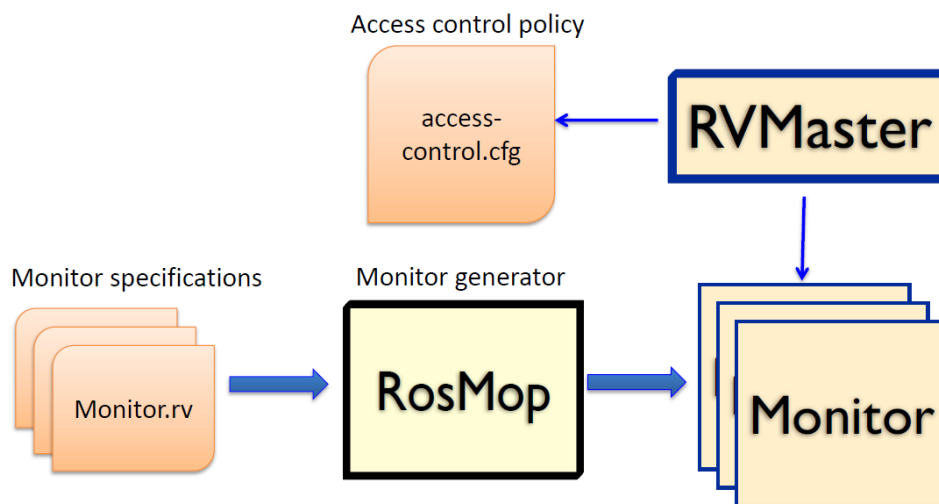 Access control policy
access-
control.cfg
RVMaster
Monitor specifications
Monitor generator
Monitor.rv
RosMop
Monitor